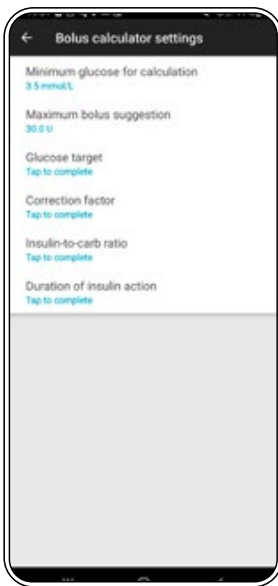 Bolus calculator settings
Minimum glucose for calculation
3.5 mmol/L
Maximum bolus suggestion
30.0 U
Glucose target
Tap to complete
Correction factor
Tap to complete
Insulin-to-carb ratio
Tap to complete
Duration of insulin action
Tap to complete